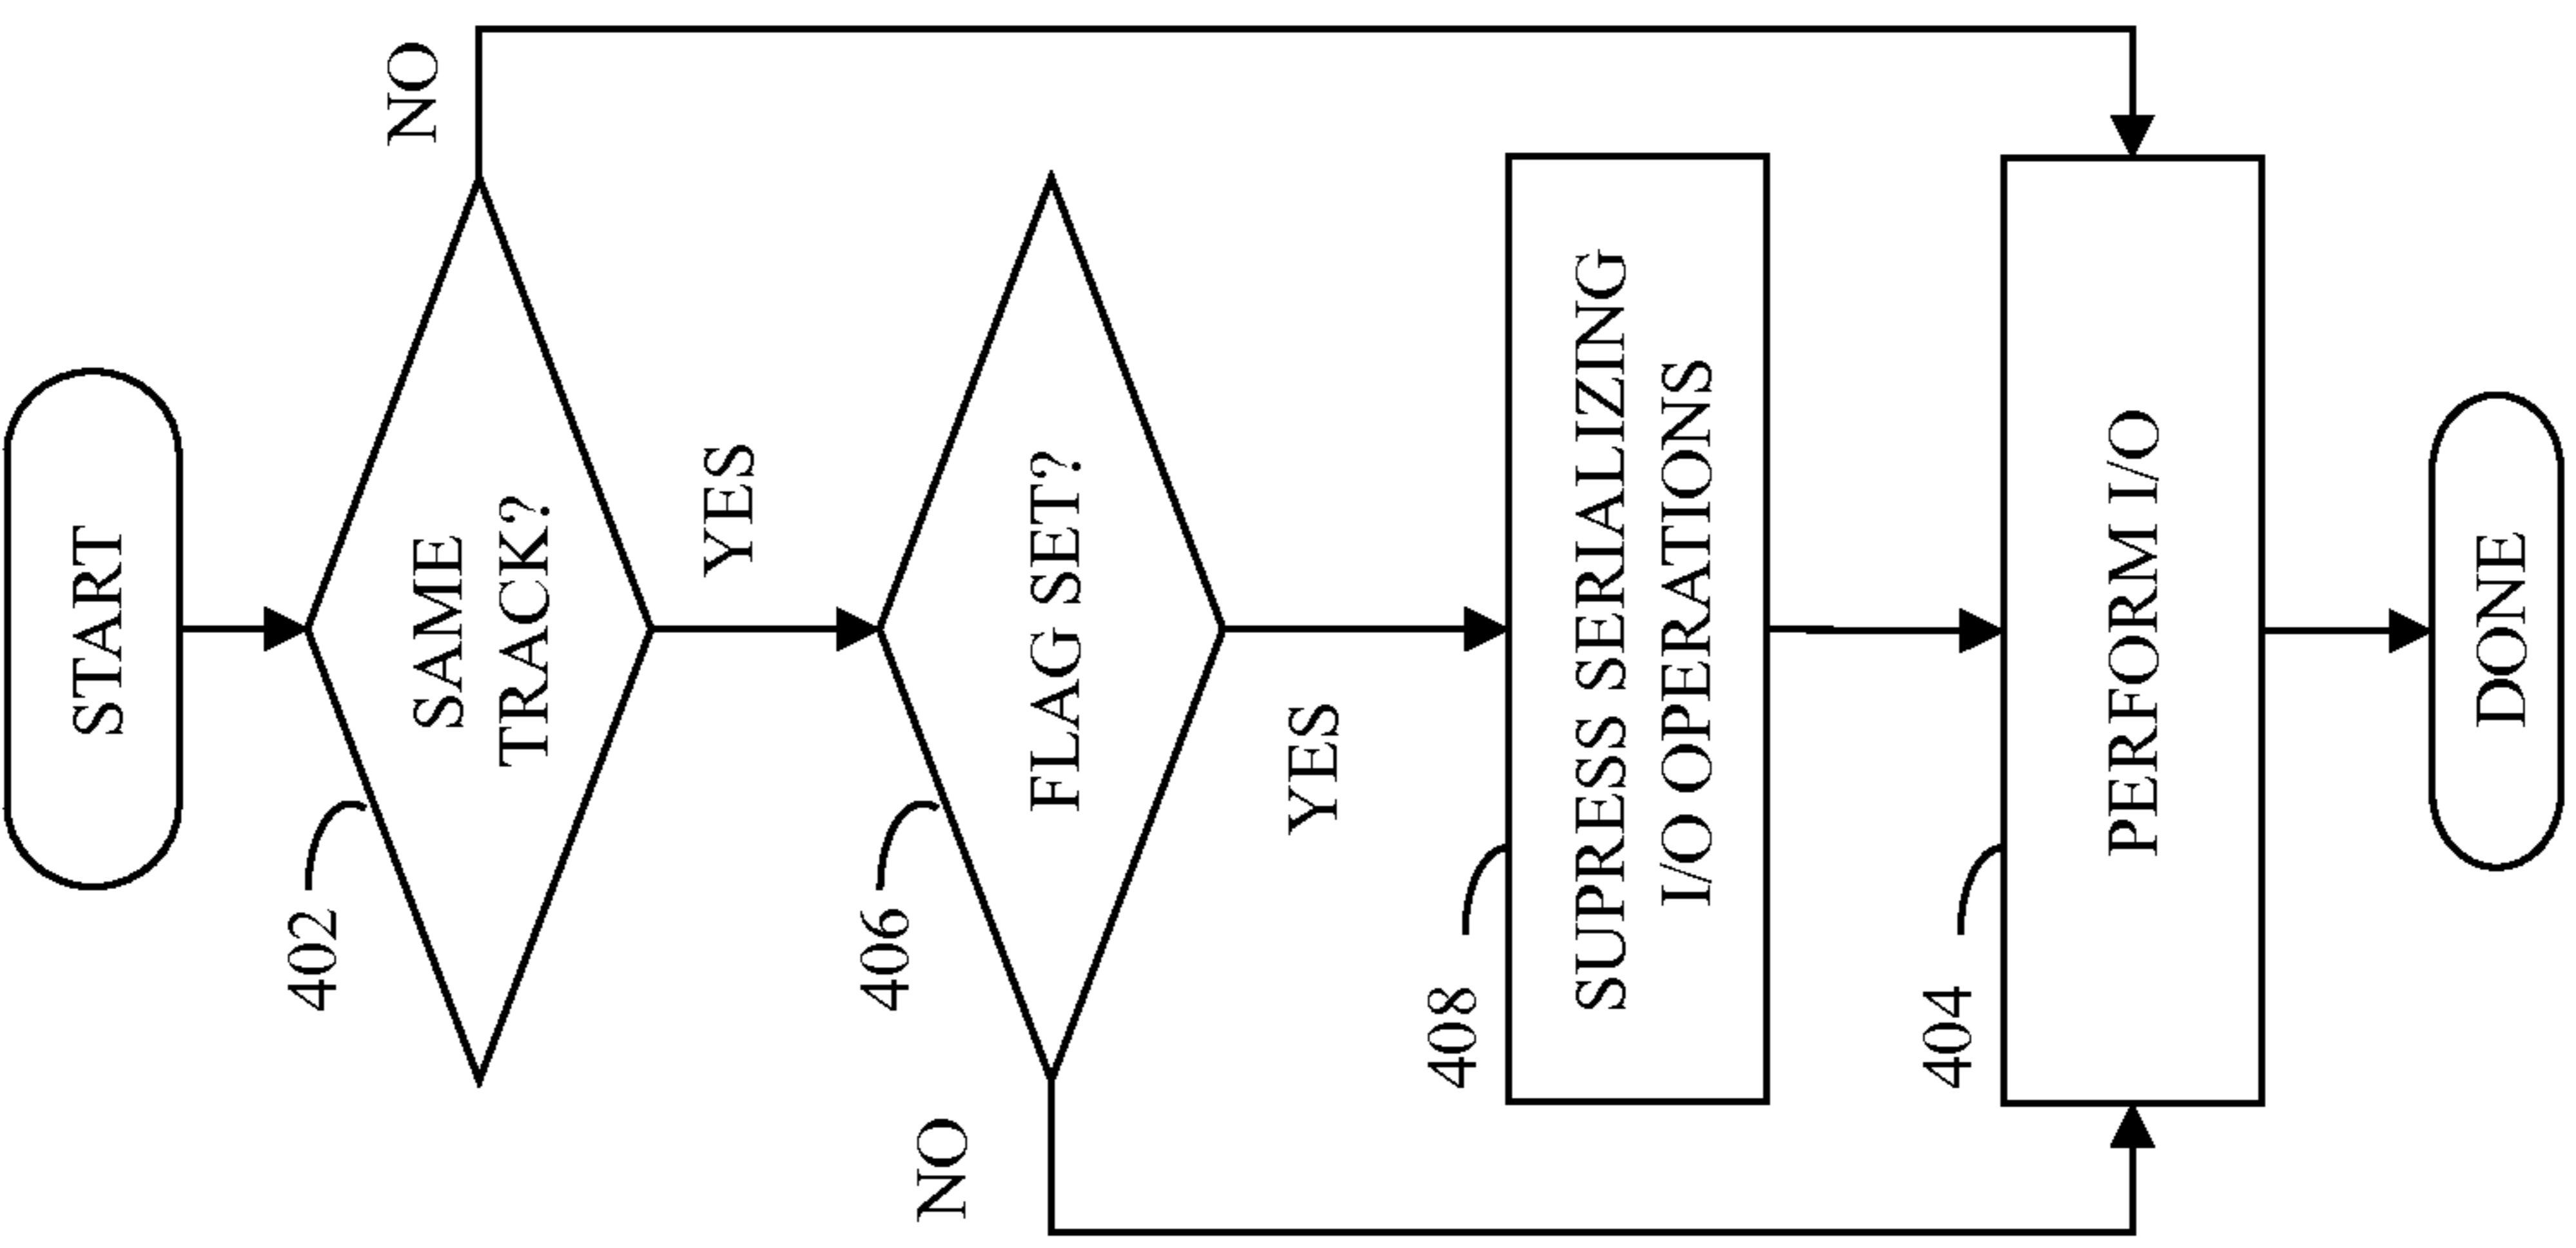 START
402
SAME
TRACK?
NO
YES
406
FLAG SET?
NO
YES
408
SUPRESS SERIALIZING
I/O OPERATIONS
404
PERFORM I/O
DONE